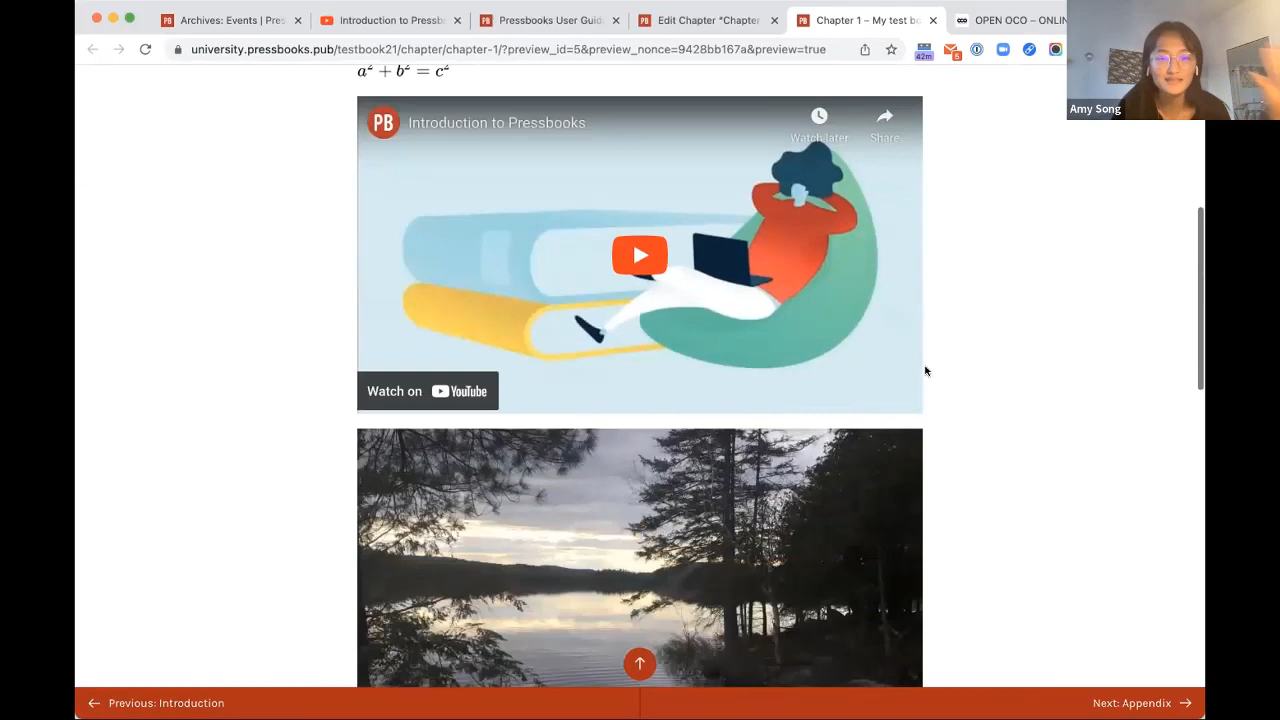 Archives: Events | Pres
Introduction to Pressb
Pressbooks User Guid
Edit Chapter "Chapter
Chapter 1 – My test b
OPEN OCO – ONLIN
university.pressbooks.pub/testbook21/chapter/chapter-1/?preview_id=5&preview_nonce=9428bb167a&preview=true
42m
5
Amy Song
a² + b² = c²
PB Introduction to Pressbooks
Watch later
Share
Watch on YouTube
Previous: Introduction
Next: Appendix